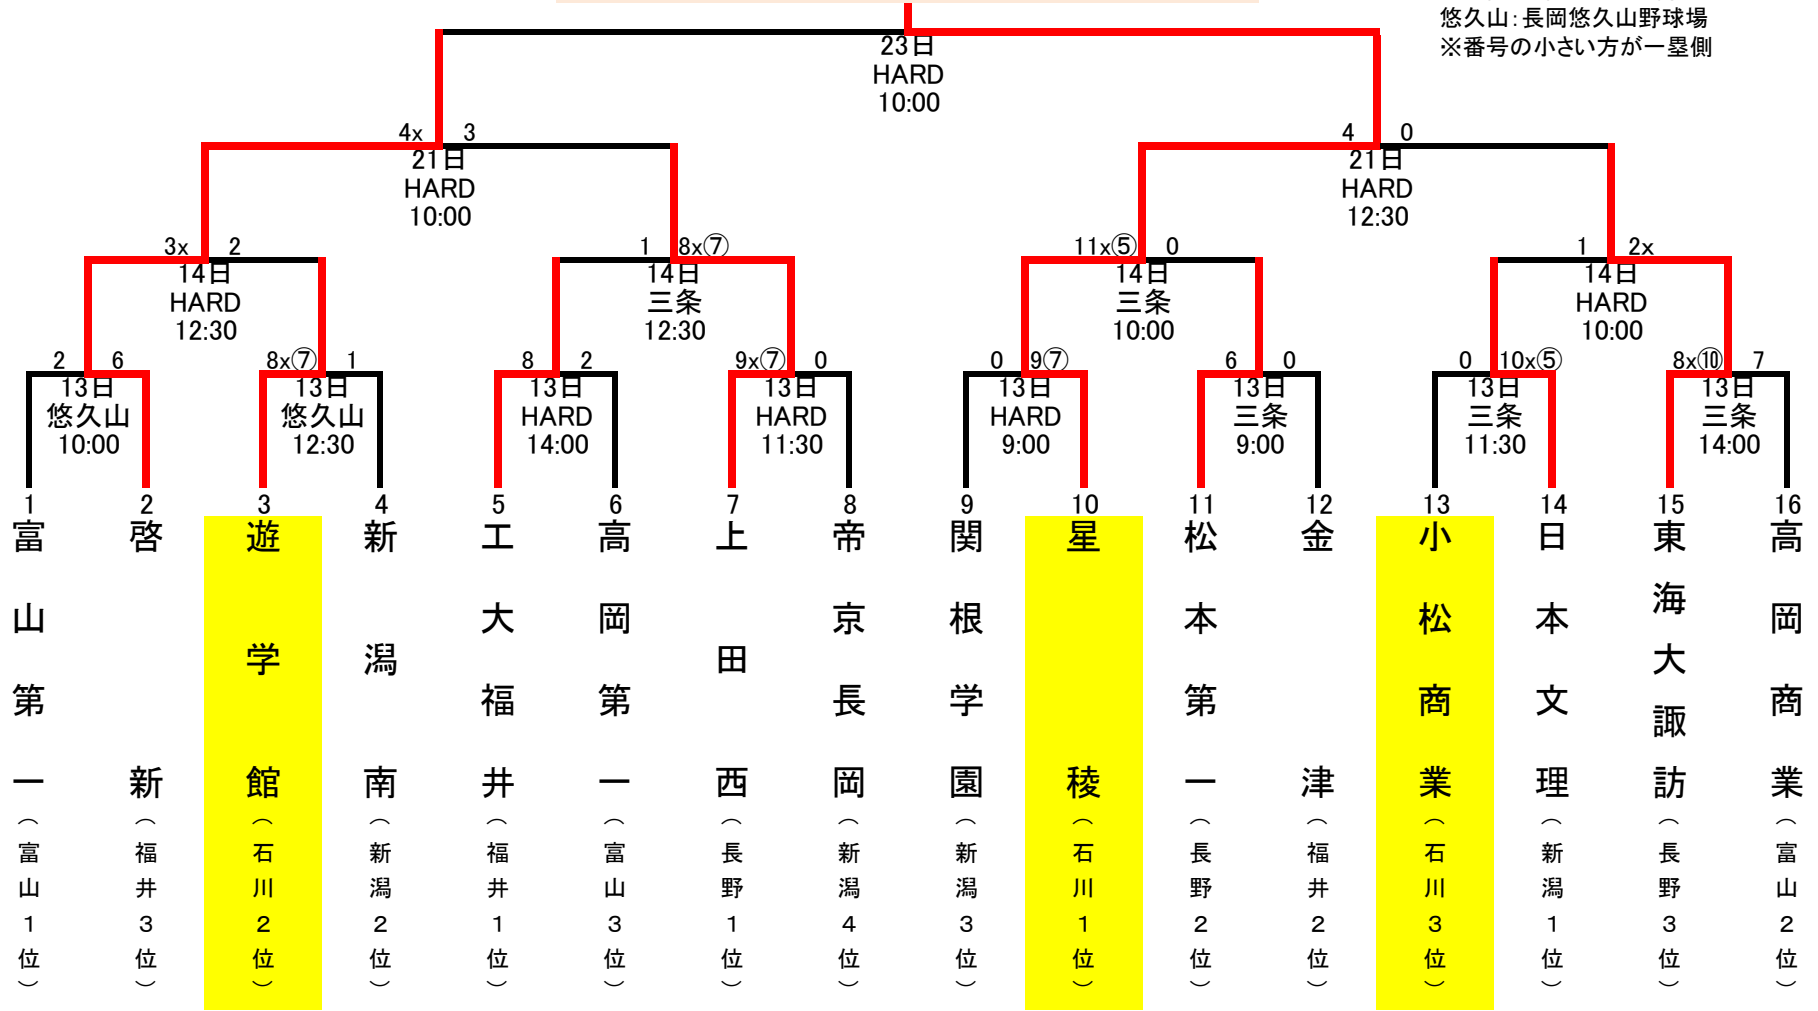 悠久山：長岡悠久山野球場
※番号の小さい方が一塁側
23日
HARD
10:00
4x 3
21日
HARD
10:00
4 0
21日
HARD
12:30
3x 2
14日
HARD
12:30
1 8x⑦
14日
三条
12:30
11x⑤ 0
14日
三条
10:00
1 2x
14日
HARD
10:00
2 6
13日
悠久山
10:00
8x⑦ 1
13日
悠久山
12:30
8 2
13日
HARD
14:00
9x⑦ 0
13日
HARD
11:30
0 9⑦
13日
HARD
9:00
6 0
13日
三条
9:00
0 10x⑤
13日
三条
11:30
8x⑩ 7
13日
三条
14:00
1
富山第一（富山1位）
2
啓新（福井3位）
3
遊学館（石川2位）
4
新潟南（新潟2位）
5
工大福井（福井1位）
6
高岡第一（富山3位）
7
上田西（長野1位）
8
帝京長岡（新潟4位）
9
関根学園（新潟3位）
10
星稜（石川1位）
11
松本第一（長野2位）
12
金津（福井2位）
13
小松商業（石川3位）
14
日本文理（新潟1位）
15
東海大諏訪（長野3位）
16
高岡商業（富山2位）